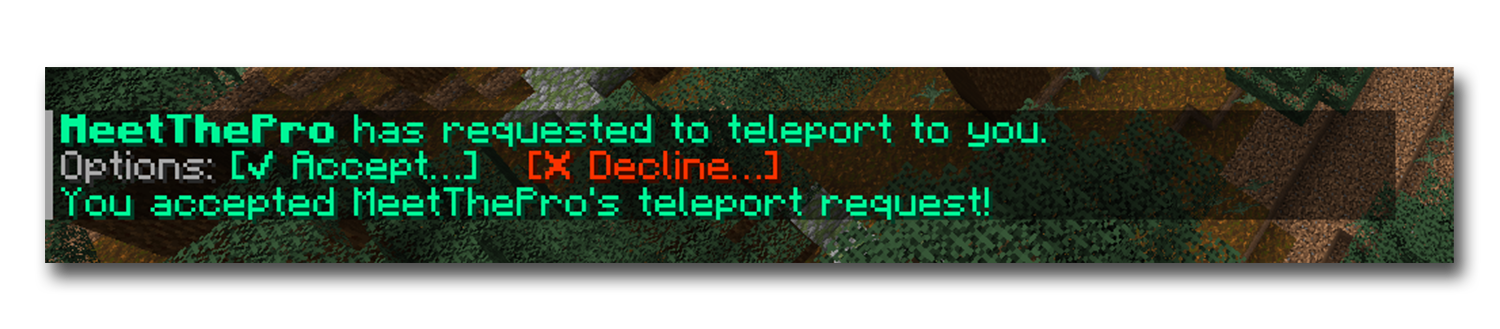 MeetThePro has requested to teleport to you.
Options: [✔ Accept…] [✘ Decline…]
You accepted MeetThePro's teleport request!